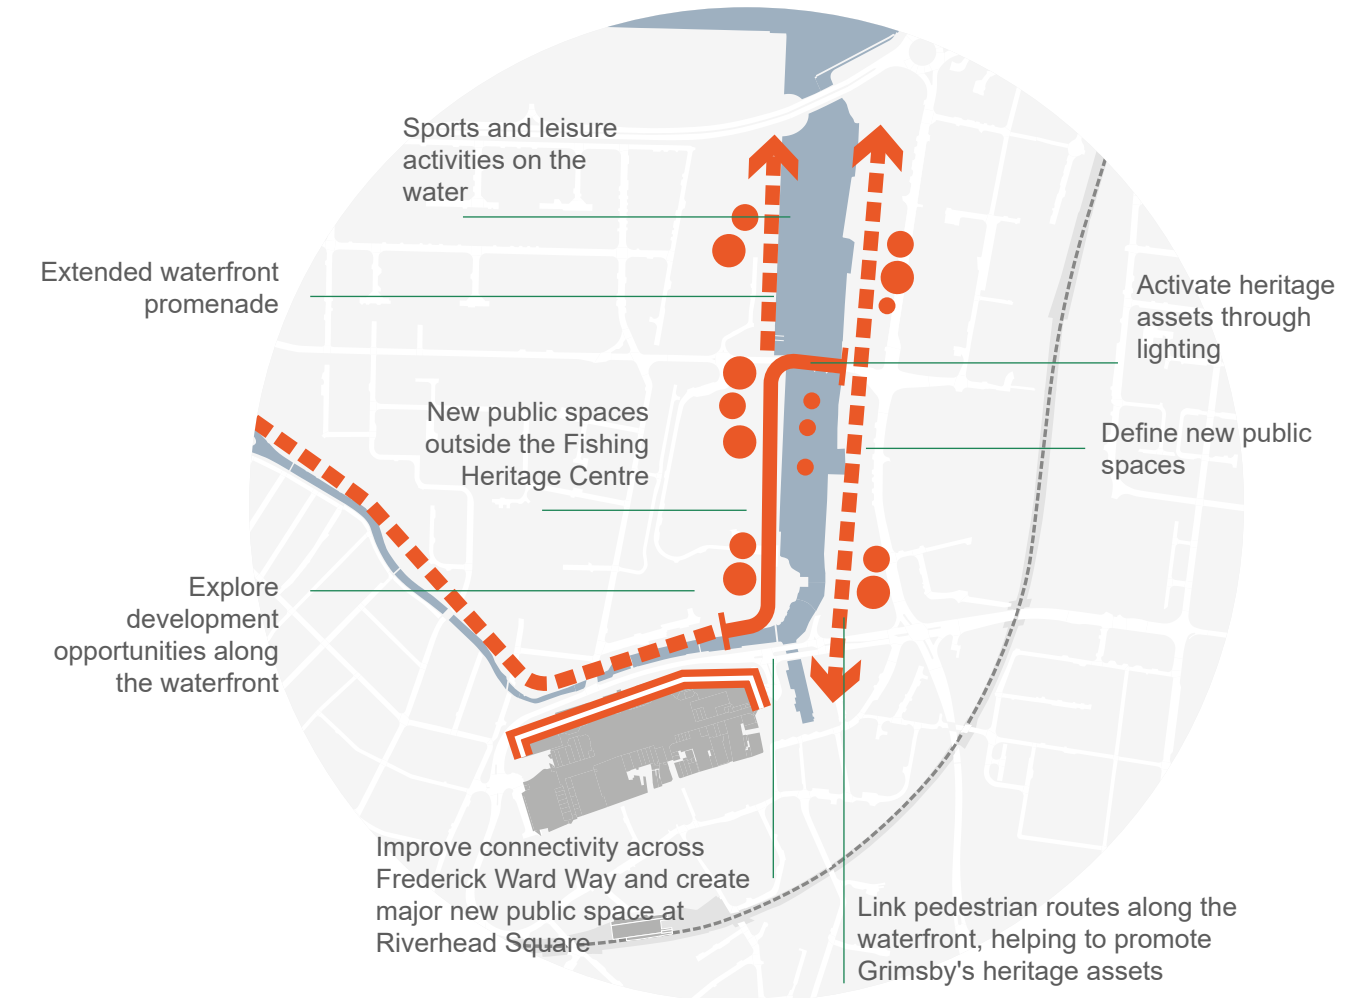 Sports and leisure
activities on the
water
Extended waterfront
promenade
Activate heritage
assets through
lighting
New public spaces
outside the Fishing
Heritage Centre
Define new public
spaces
Explore
development
opportunities along
the waterfront
Improve connectivity across
Frederick Ward Way and create
major new public space at
Riverhead Square
Link pedestrian routes along the
waterfront, helping to promote
Grimsby's heritage assets